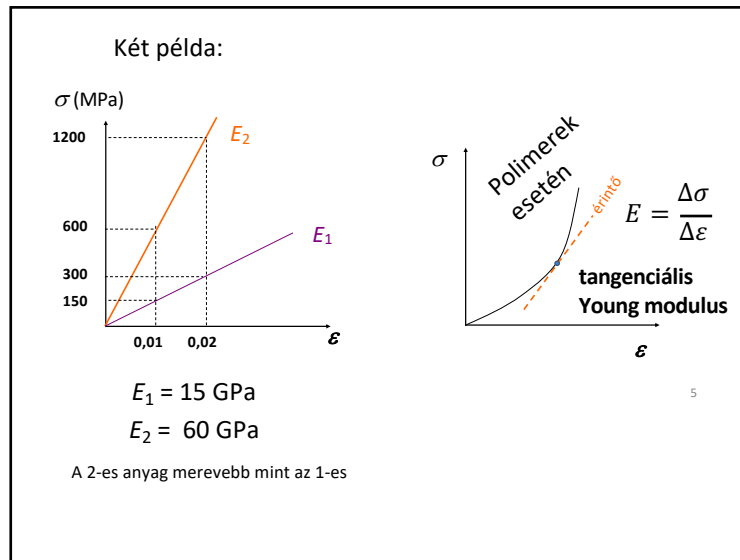 Két példa:
σ (MPa)
1200
600
300
150
0,01
0,02
ε
E₂
E₁
E₁ = 15 GPa
E₂ = 60 GPa
A 2-es anyag merevebb mint az 1-es
σ
Polimerek
esetén
érintő
E = Δσ/Δε
tangenciális
Young modulus
ε
5